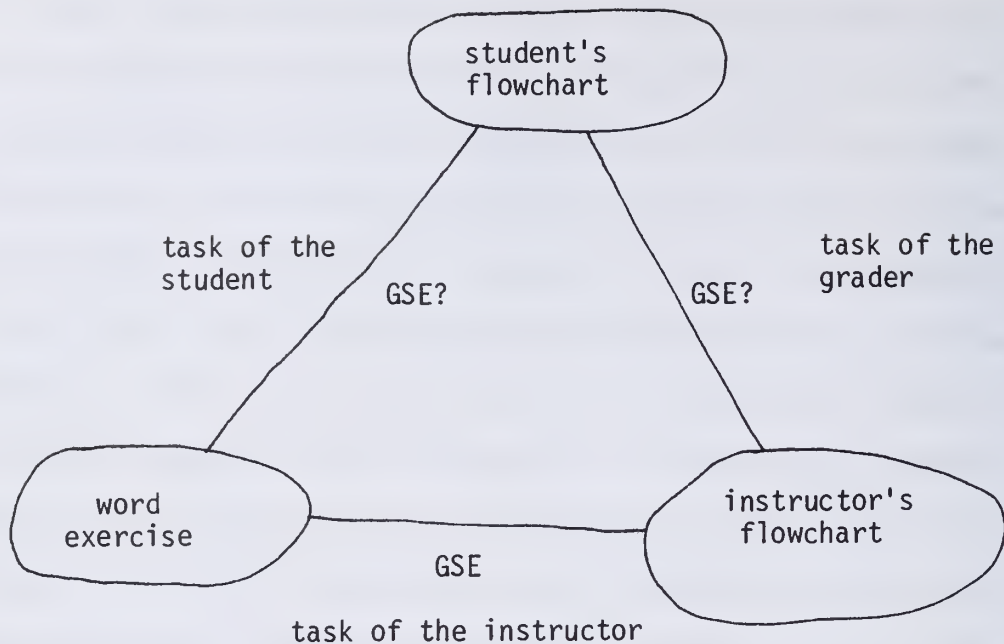 student's
flowchart
task of the
student
GSE?
GSE?
task of the
grader
word
exercise
instructor's
flowchart
GSE
task of the instructor